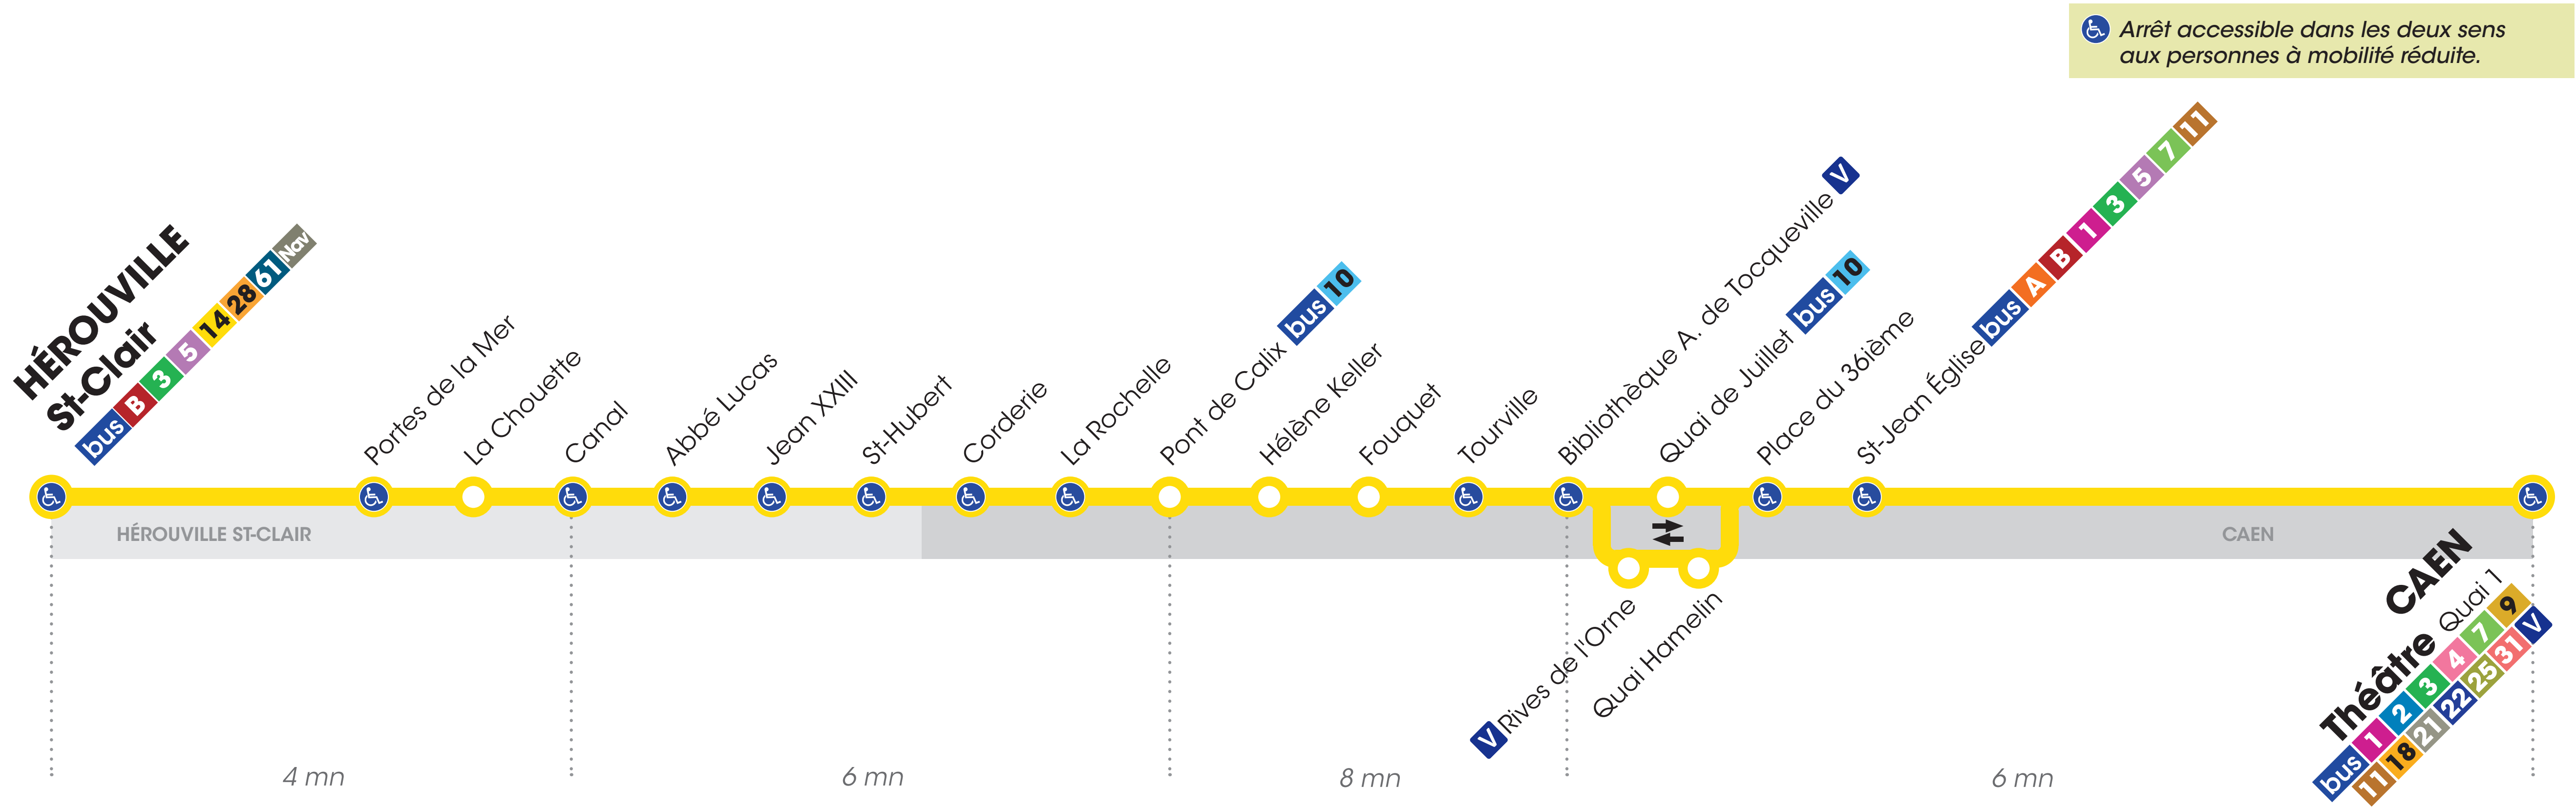 Arrêt accessible dans les deux sens
aux personnes à mobilité réduite.
HÉROUVILLE
St-Clair
bus B 3 5 14 28 61 Nav
Portes de la Mer
La Chouette
Canal
Abbé Lucas
Jean XXIII
St-Hubert
Corderie
La Rochelle
Pont de Calix bus 10
Hélène Keller
Fouquet
Tourville
Bibliothèque A. de Tocqueville V
Quai de Juillet bus 10
Place du 36ième
St-Jean Église bus A B 1 3 5 7 11
HÉROUVILLE ST-CLAIR
CAEN
V Rives de l'Orne
Quai Hamelin
CAEN
Théâtre Quai 1
bus 1 2 3 4 7 9
11 18 21 22 25 31 V
4 mn
6 mn
8 mn
6 mn